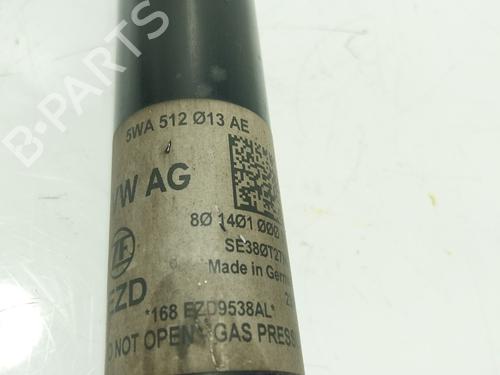 B-PARTS
5WA 512 Ø13 AE
VW AG
8Ø 14Ø1 ØØØ
SE38ØT27
ZF
Made in Germ
EZD
*168 EZD9538AL*
NOT OPEN - GAS PRESS